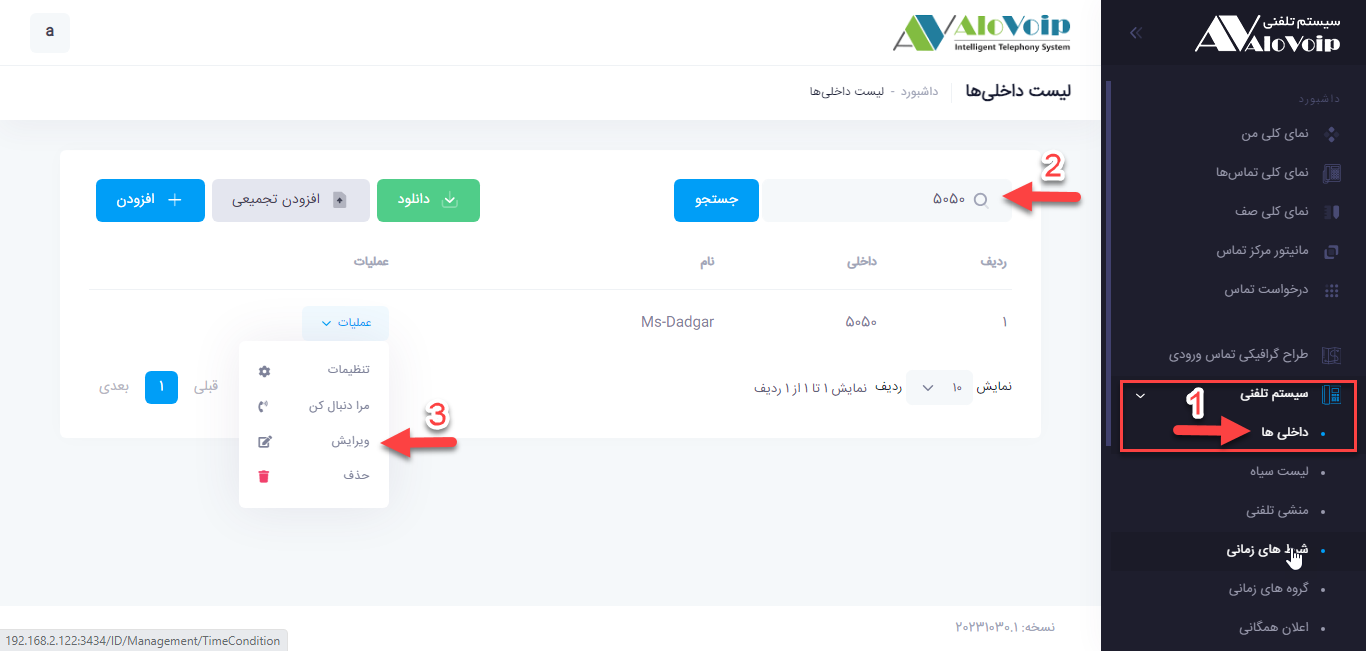 سیستم تلفنی
AloVoip
داشبورد
نمای کلی من
نمای کلی تماس‌ها
نمای کلی صف
مانیتور مرکز تماس
درخواست تماس
طراح گرافیکی تماس ورودی
سیستم تلفنی
1
داخلی ها
لیست سیاه
منشی تلفنی
شرط های زمانی
گروه های زمانی
اعلان همگانی
AloVoip
Intelligent Telephony System
a
لیست داخلی‌ها
داشبورد - لیست داخلی‌ها
2
۵۰۵۰ جستجو دانلود افزودن تجمیعی افزودن
ردیف داخلی نام عملیات
۱ ۵۰۵۰ Ms-Dadgar عملیات
تنظیمات
مرا دنبال کن
ویرایش
3
حذف
نمایش ۱۰ ردیف نمایش ۱ تا ۱ از ۱ ردیف
قبلی ۱ بعدی
نسخه: ۲۰۲۳۱۰۳۰.۱
192.168.2.122:3434/ID/Management/TimeCondition